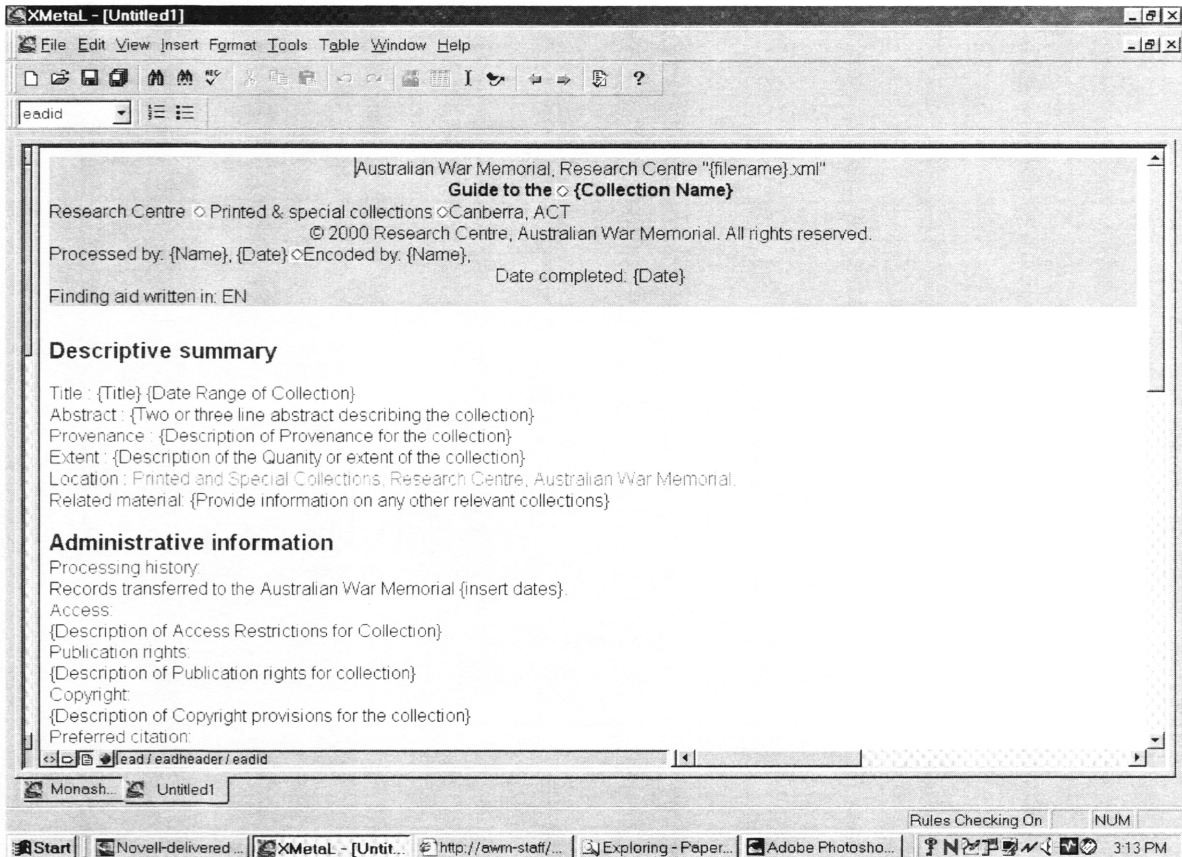 XMetaL - [Untitled1]
File Edit View Insert Format Tools Table Window Help
eadid
Australian War Memorial, Research Centre "{filename}.xml"
Guide to the ◇ {Collection Name}
Research Centre ◇ Printed & special collections ◇Canberra, ACT
© 2000 Research Centre, Australian War Memorial. All rights reserved.
Processed by: {Name}, {Date} ◇Encoded by: {Name},
Date completed: {Date}
Finding aid written in: EN
Descriptive summary
Title : {Title} {Date Range of Collection}
Abstract : {Two or three line abstract describing the collection}
Provenance : {Description of Provenance for the collection}
Extent : {Description of the Quanity or extent of the collection}
Location : Printed and Special Collections, Research Centre, Australian War Memorial.
Related material: {Provide information on any other relevant collections}
Administrative information
Processing history:
Records transferred to the Australian War Memorial {insert dates}.
Access:
{Description of Access Restrictions for Collection}
Publication rights:
{Description of Publication rights for collection}
Copyright:
{Description of Copyright provisions for the collection}
Preferred citation:
/ead / eadheader / eadid
Monash... Untitled1
Rules Checking On NUM
Start Novell-delivered ... XMetaL - [Untit... http://awm-staff/... Exploring - Paper... Adobe Photosho... 3:13 PM